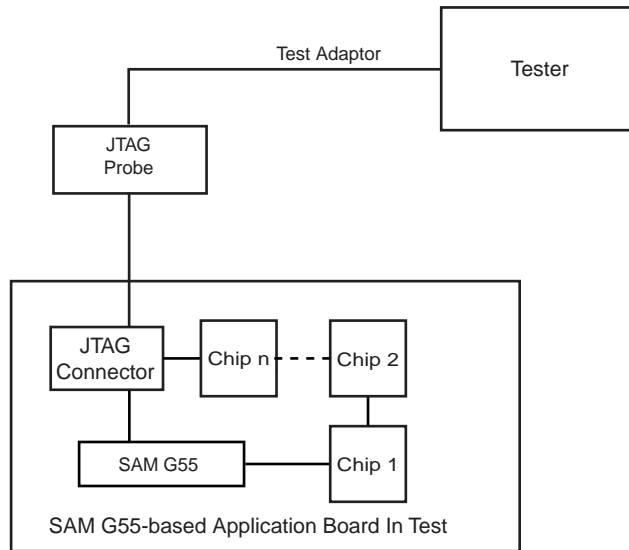 Test Adaptor
Tester
JTAG
Probe
JTAG
Connector
Chip n
Chip 2
SAM G55
Chip 1
SAM G55-based Application Board In Test